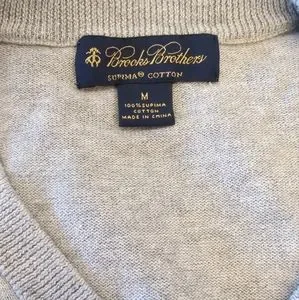 Brooks Brothers
SUPIMA® COTTON
M
100% SUPIMA
COTTON
MADE IN CHINA